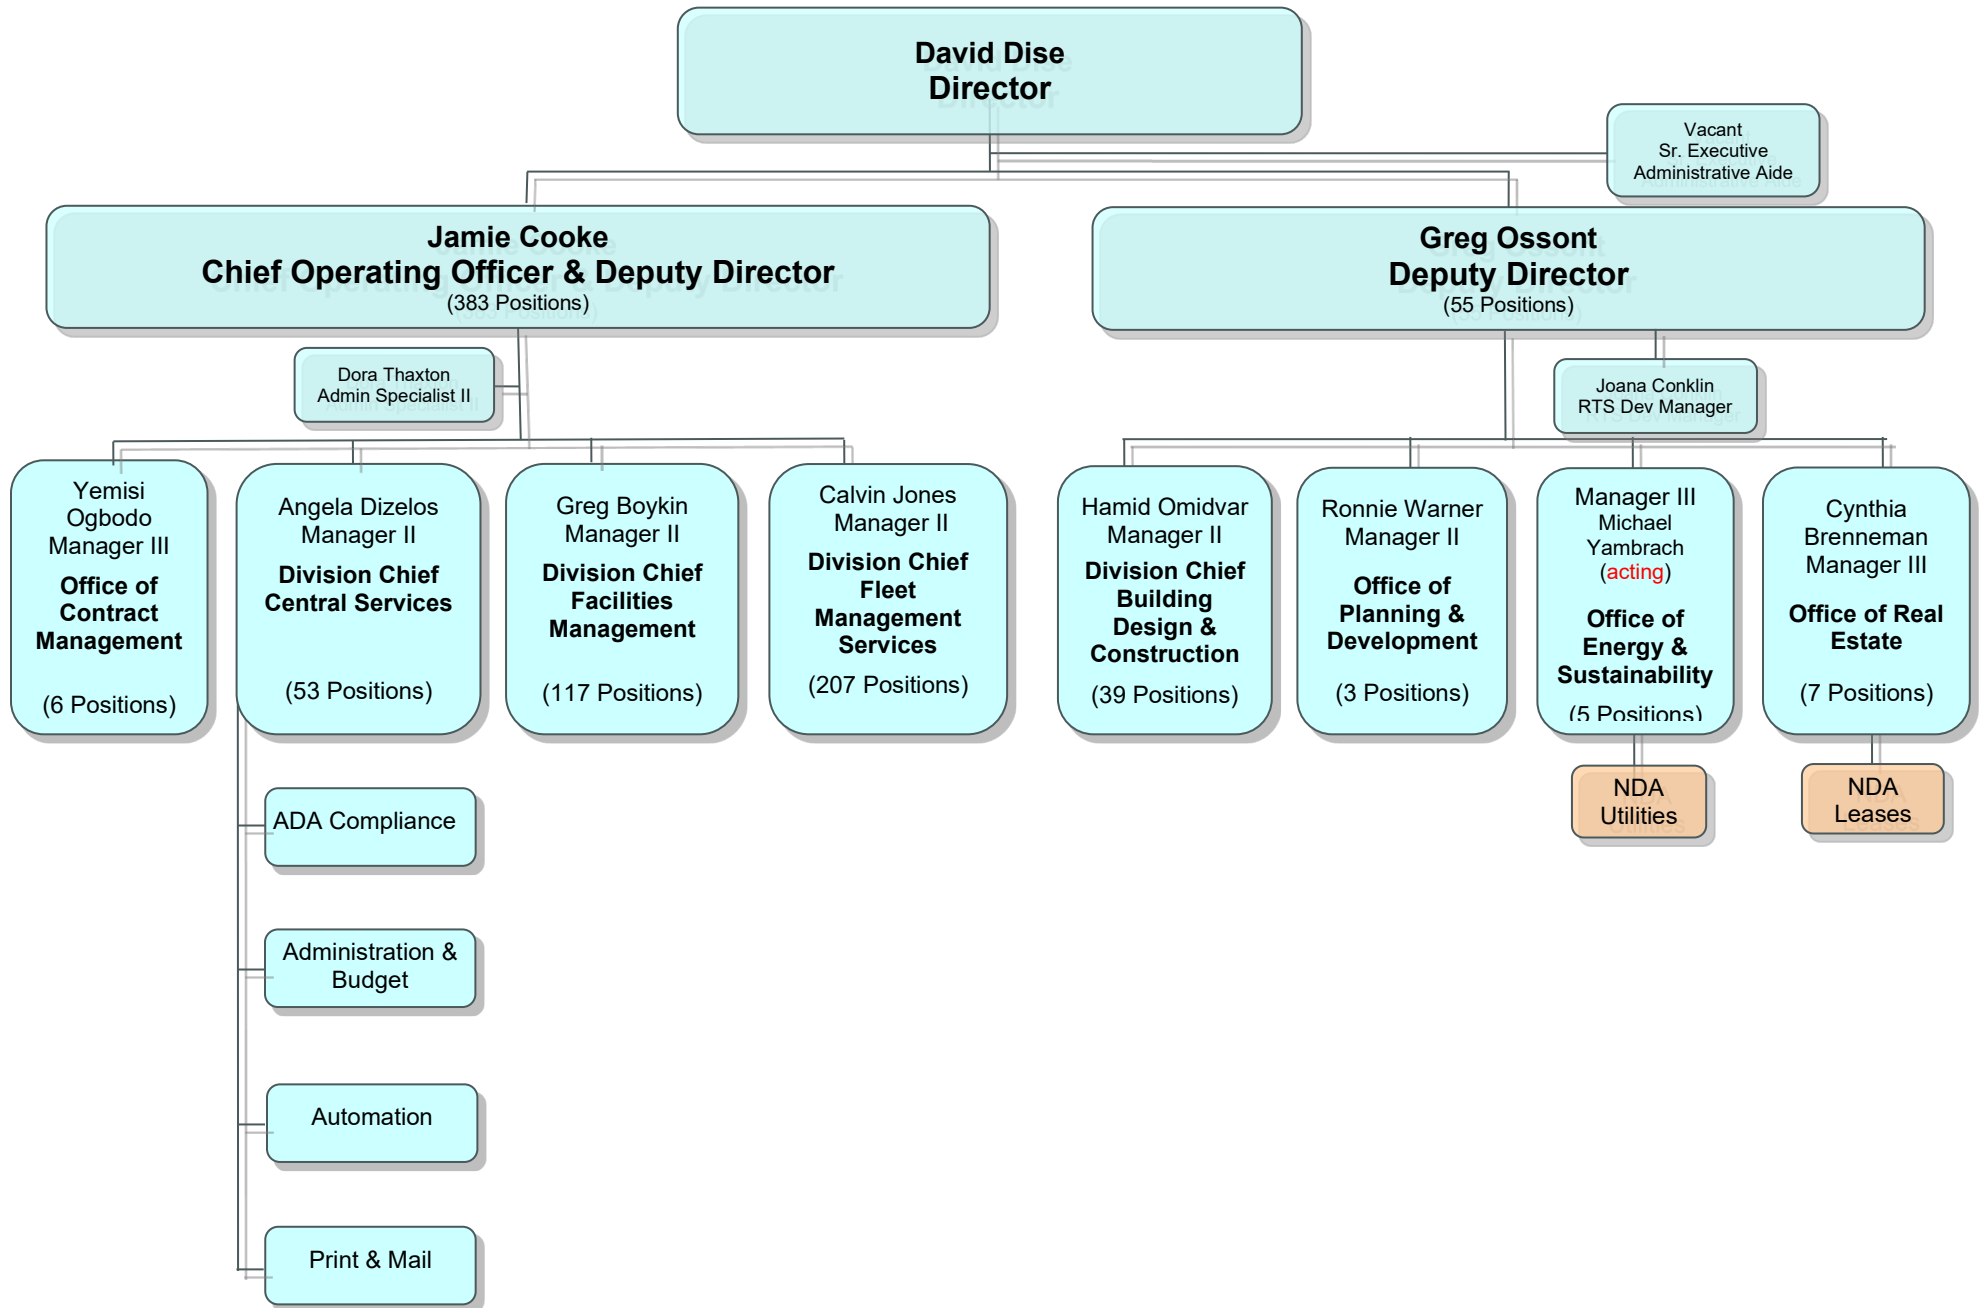 David Dise
Director
Vacant
Sr. Executive
Administrative Aide
Jamie Cooke
Chief Operating Officer & Deputy Director
(383 Positions)
Greg Ossont
Deputy Director
(55 Positions)
Dora Thaxton
Admin Specialist II
Joana Conklin
RTS Dev Manager
Yemisi
Ogbodo
Manager III
Office of
Contract
Management
(6 Positions)
Angela Dizelos
Manager II
Division Chief
Central Services
(53 Positions)
Greg Boykin
Manager II
Division Chief
Facilities
Management
(117 Positions)
Calvin Jones
Manager II
Division Chief
Fleet
Management
Services
(207 Positions)
Hamid Omidvar
Manager II
Division Chief
Building
Design &
Construction
(39 Positions)
Ronnie Warner
Manager II
Office of
Planning &
Development
(3 Positions)
Manager III
Michael
Yambrach
(acting)
Office of
Energy &
Sustainability
(5 Positions)
Cynthia
Brenneman
Manager III
Office of Real
Estate
(7 Positions)
NDA
Utilities
NDA
Leases
ADA Compliance
Administration &
Budget
Automation
Print & Mail